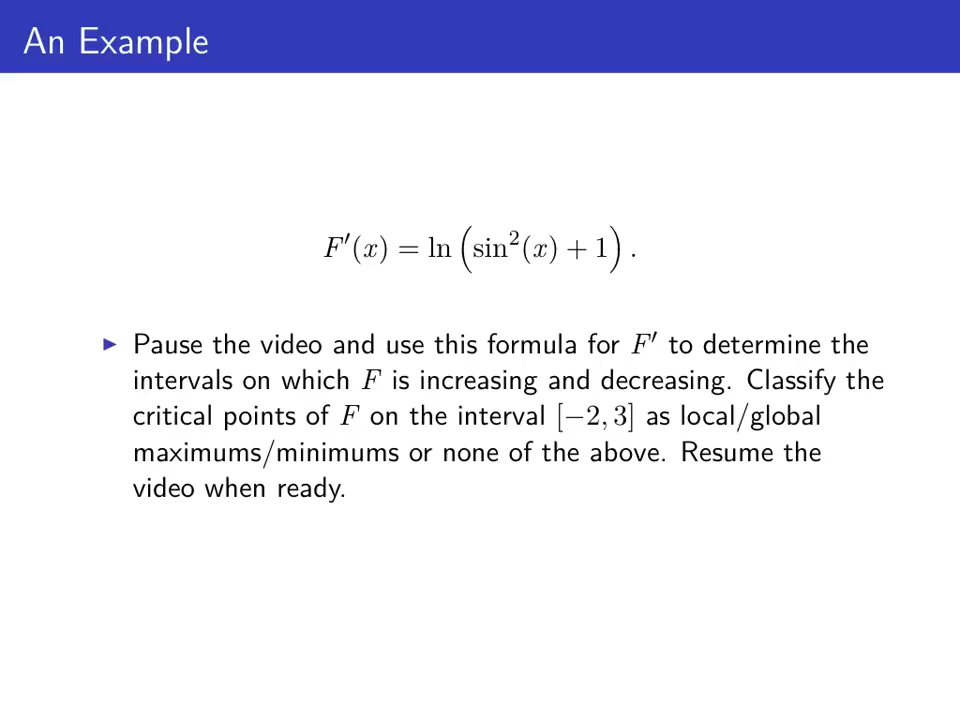 An Example
F′(x) = ln (sin²(x) + 1) .
▶ Pause the video and use this formula for F′ to determine the
intervals on which F is increasing and decreasing. Classify the
critical points of F on the interval [−2, 3] as local/global
maximums/minimums or none of the above. Resume the
video when ready.